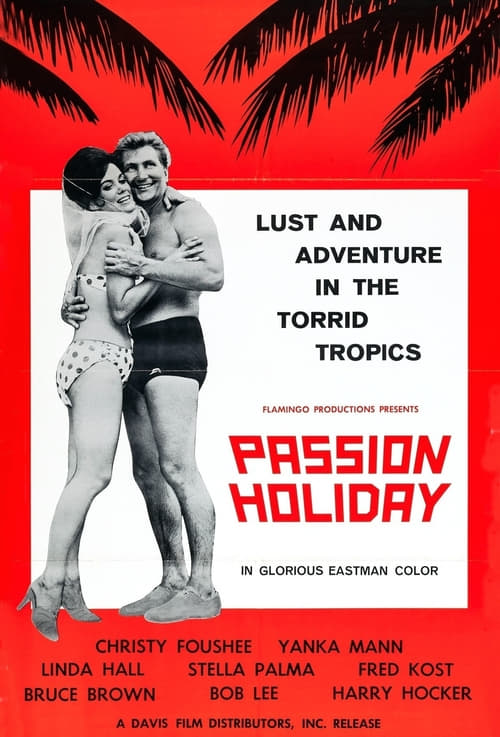 LUST AND
ADVENTURE
IN THE
TORRID
TROPICS
FLAMINGO PRODUCTIONS PRESENTS
PASSION
HOLIDAY
IN GLORIOUS EASTMAN COLOR
CHRISTY FOUSHEE YANKA MANN
LINDA HALL STELLA PALMA FRED KOST
BRUCE BROWN BOB LEE HARRY HOCKER
A DAVIS FILM DISTRIBUTORS, INC. RELEASE